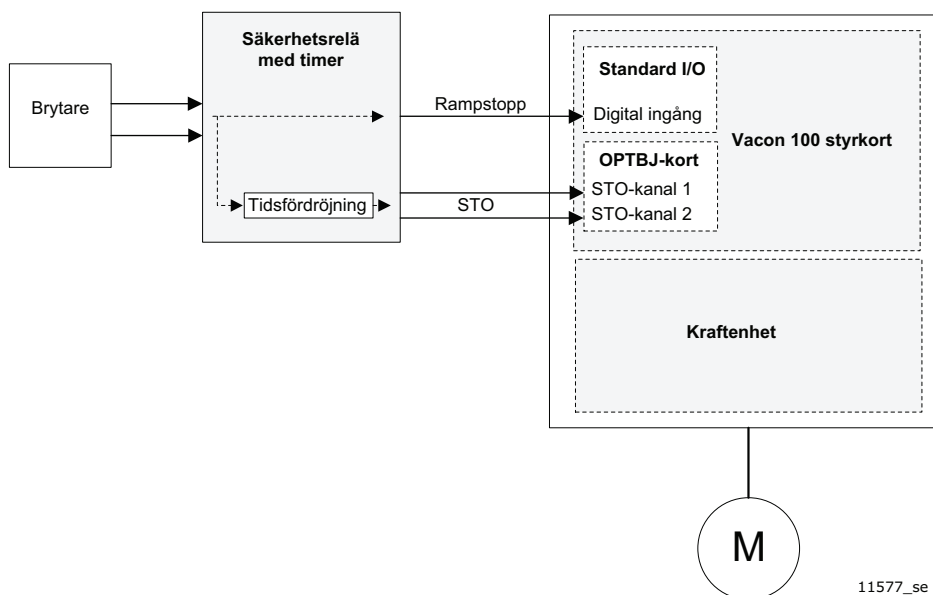 Säkerhetsrelä
med timer
Brytare
Tidsfördröjning
Rampstopp
STO
Standard I/O
Digital ingång
OPTBJ-kort
STO-kanal 1
STO-kanal 2
Vacon 100 styrkort
Kraftenhet
M
11577_se